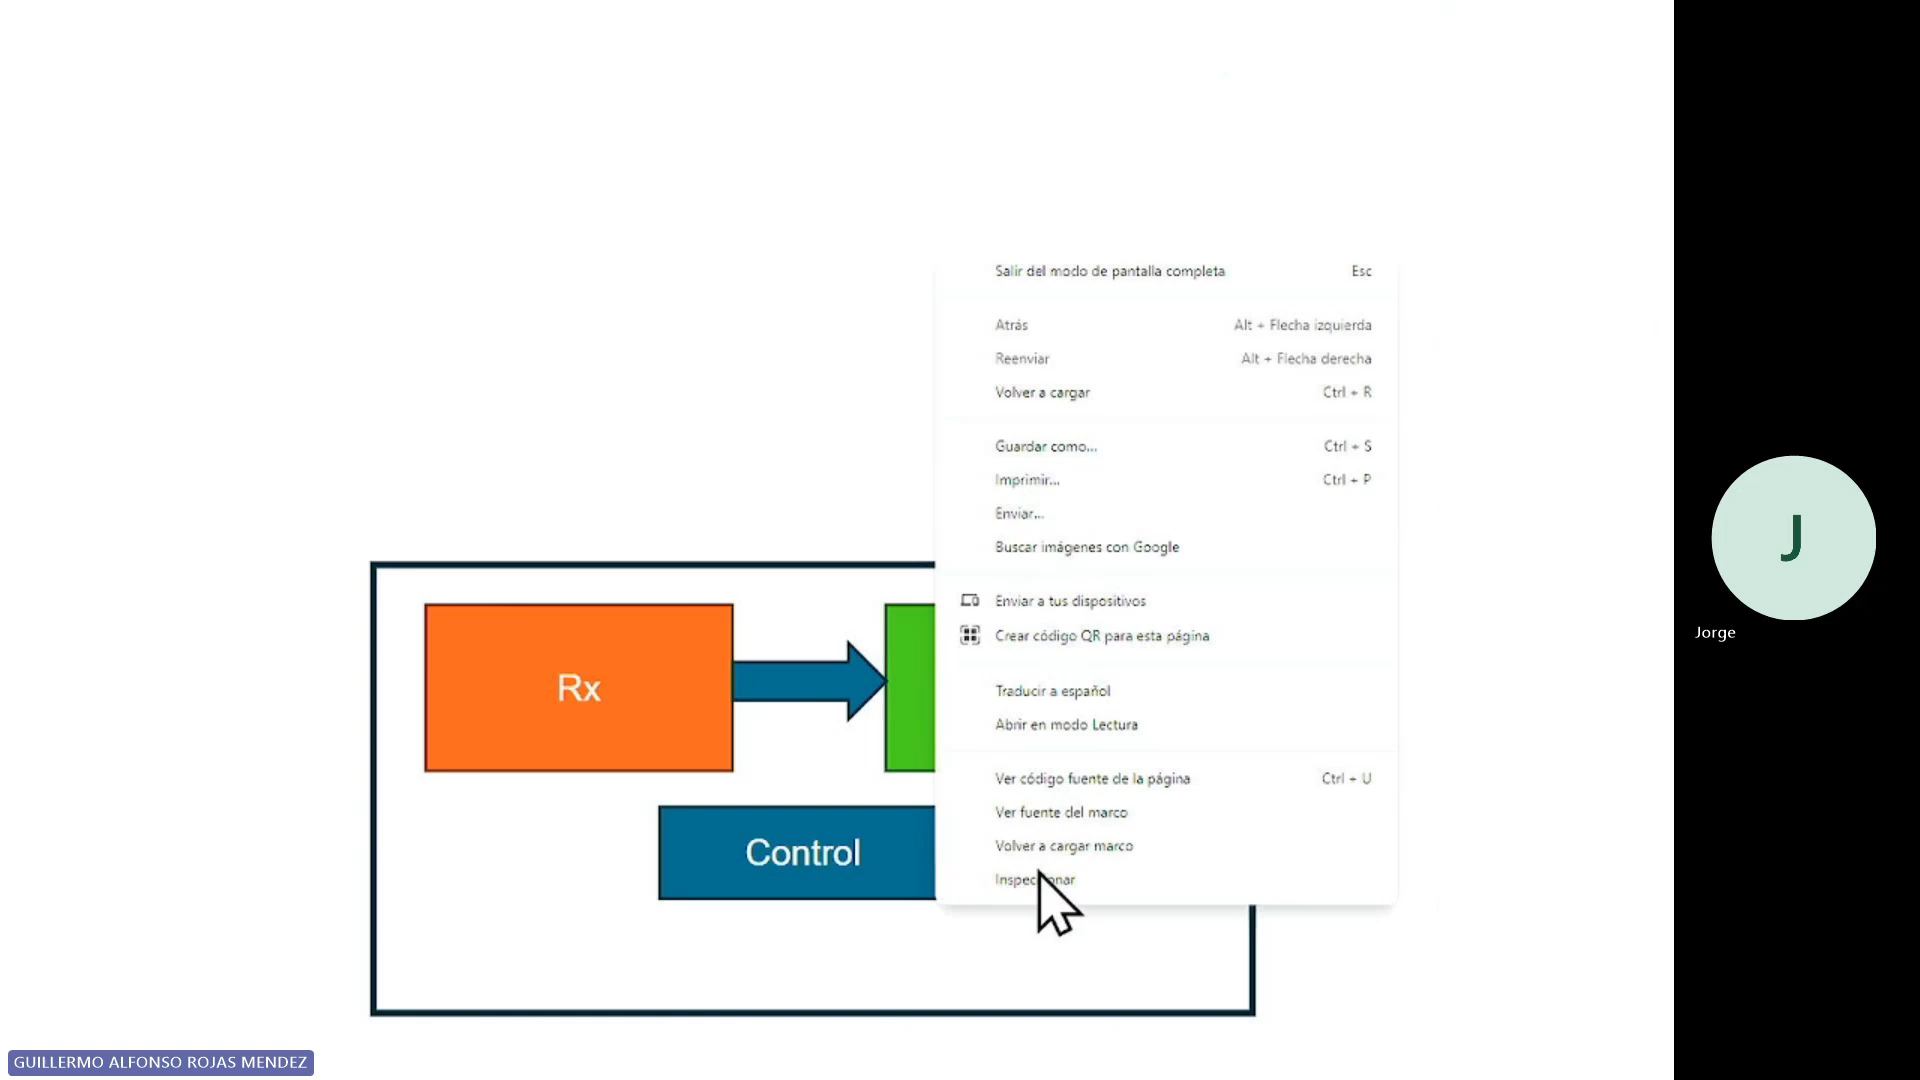 Salir del modo de pantalla completa Esc
Atrás Alt + Flecha izquierda
Reenviar Alt + Flecha derecha
Volver a cargar Ctrl + R
Guardar como... Ctrl + S
Imprimir... Ctrl + P
Enviar...
Buscar imágenes con Google
Enviar a tus dispositivos
Crear código QR para esta página
Traducir a español
Abrir en modo Lectura
Ver código fuente de la página Ctrl + U
Ver fuente del marco
Volver a cargar marco
Inspeccionar
Rx
Control
J
Jorge
GUILLERMO ALFONSO ROJAS MENDEZ